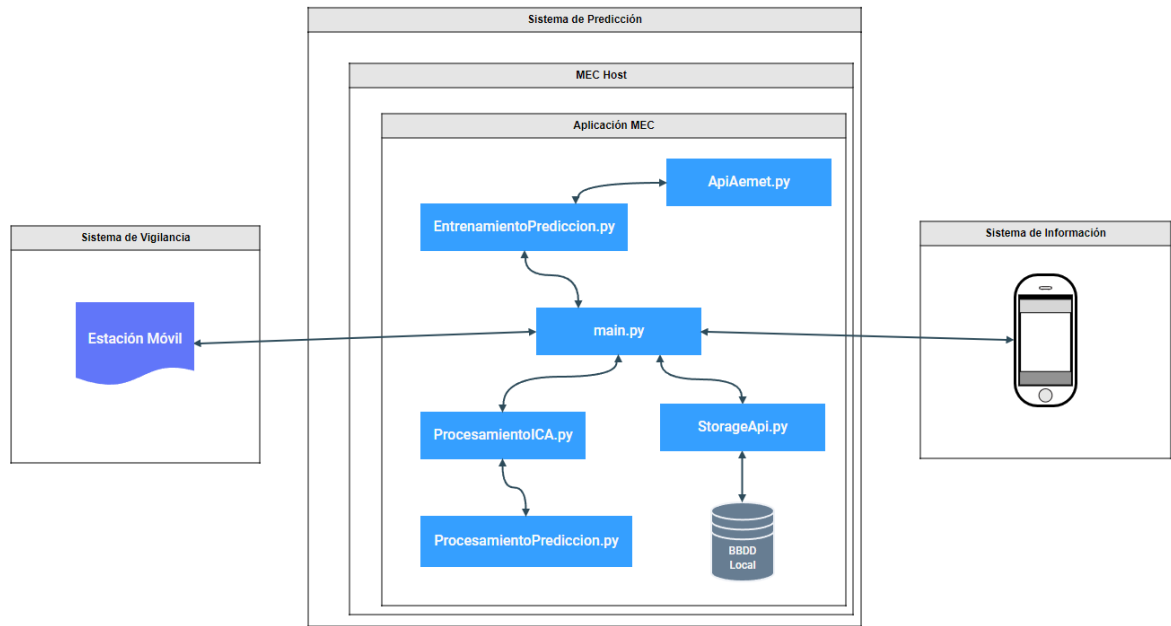 Sistema de Predicción
MEC Host
Aplicación MEC
ApiAemet.py
EntrenamientoPrediccion.py
Sistema de Vigilancia
Sistema de Información
Estación Móvil
main.py
ProcesamientoICA.py
StorageApi.py
ProcesamientoPrediccion.py
BBDD
Local